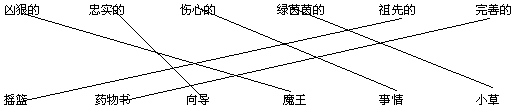 凶狠的 忠实的 伤心的 绿茵茵的 祖先的 完善的
摇篮 药物书 向导 魔王 事情 小草